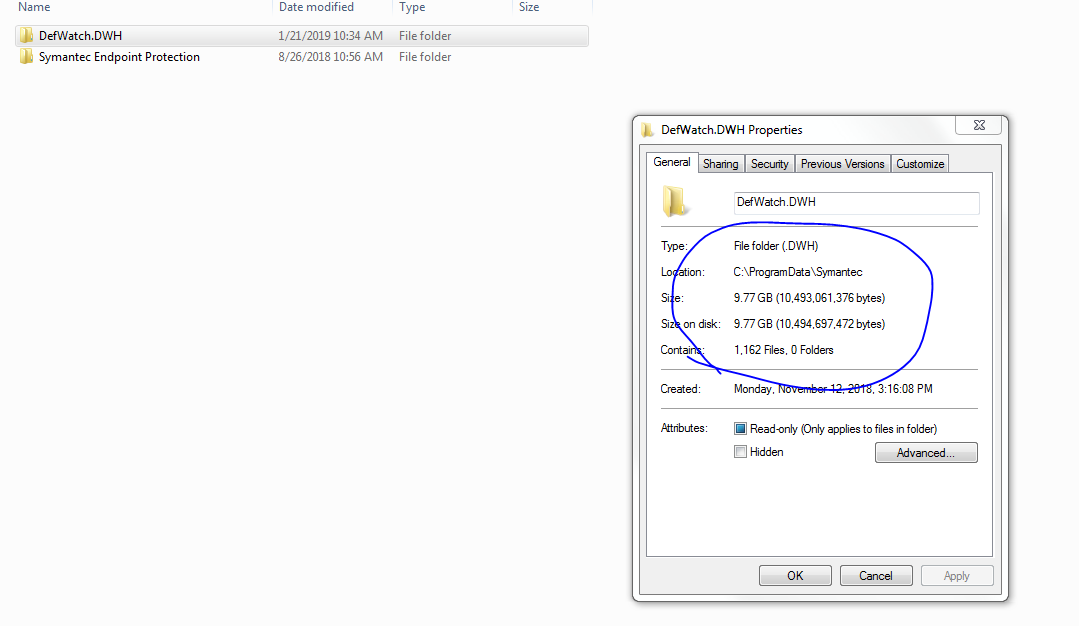 Name Date modified Type Size
DefWatch.DWH 1/21/2019 10:34 AM File folder
Symantec Endpoint Protection 8/26/2018 10:56 AM File folder
DefWatch.DWH Properties
General Sharing Security Previous Versions Customize
DefWatch.DWH
Type: File folder (.DWH)
Location: C:\ProgramData\Symantec
Size: 9.77 GB (10,493,061,376 bytes)
Size on disk: 9.77 GB (10,494,697,472 bytes)
Contains: 1,162 Files, 0 Folders
Created: Monday, November 12, 2018, 3:16:08 PM
Attributes: Read-only (Only applies to files in folder)
Hidden Advanced...
OK Cancel Apply